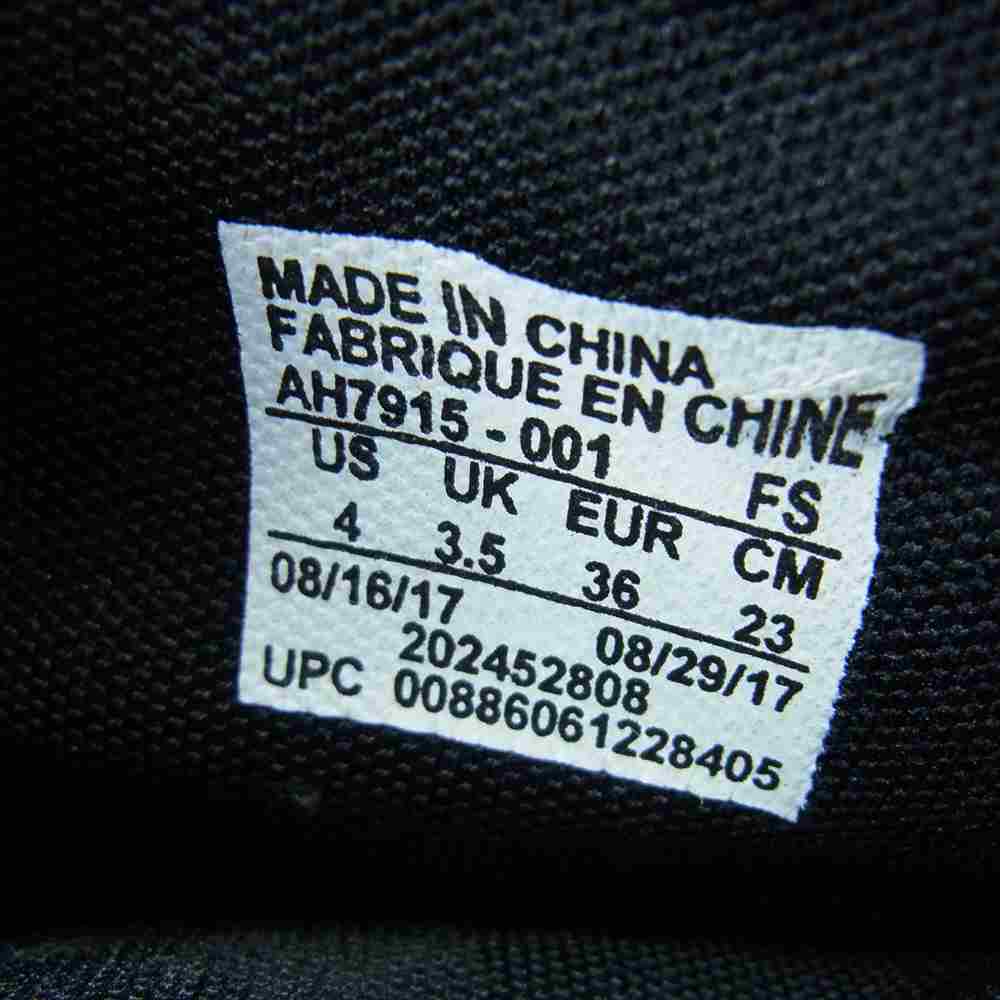 MADE IN CHINA
FABRIQUE EN CHINE
AH7915 - 001 FS
US UK EUR CM
4 3.5 36 23
08/16/17 08/29/17
202452808
UPC 00886061228405